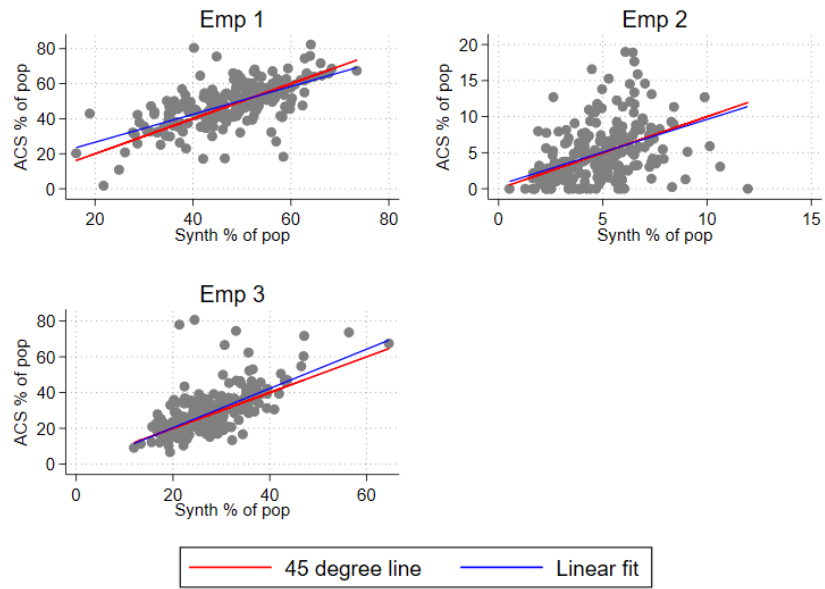 Emp 1
ACS % of pop
80
60
40
20
0
20 40 60 80
Synth % of pop
Emp 2
ACS % of pop
20
15
10
5
0
0 5 10 15
Synth % of pop
Emp 3
ACS % of pop
80
60
40
20
0
0 20 40 60
Synth % of pop
45 degree line Linear fit